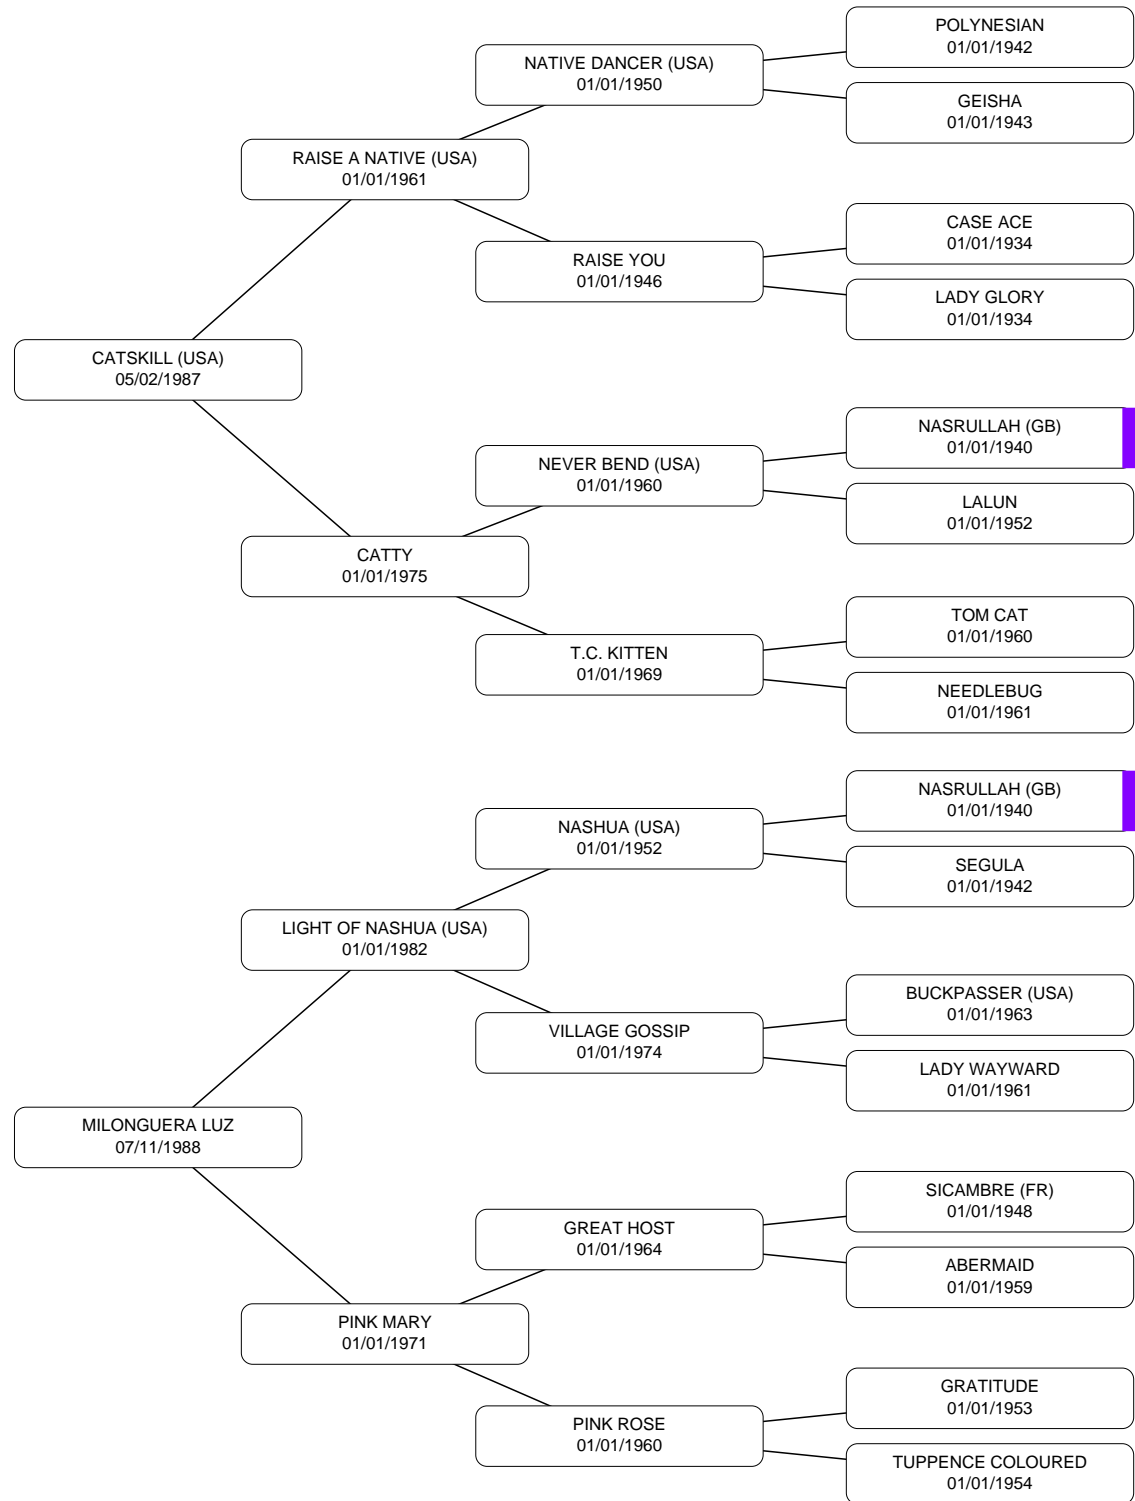 POLYNESIAN
01/01/1942
NATIVE DANCER (USA)
01/01/1950
GEISHA
01/01/1943
RAISE A NATIVE (USA)
01/01/1961
CASE ACE
01/01/1934
RAISE YOU
01/01/1946
LADY GLORY
01/01/1934
CATSKILL (USA)
05/02/1987
NASRULLAH (GB)
01/01/1940
NEVER BEND (USA)
01/01/1960
LALUN
01/01/1952
CATTY
01/01/1975
TOM CAT
01/01/1960
T.C. KITTEN
01/01/1969
NEEDLEBUG
01/01/1961
NASRULLAH (GB)
01/01/1940
NASHUA (USA)
01/01/1952
SEGULA
01/01/1942
LIGHT OF NASHUA (USA)
01/01/1982
BUCKPASSER (USA)
01/01/1963
VILLAGE GOSSIP
01/01/1974
LADY WAYWARD
01/01/1961
MILONGUERA LUZ
07/11/1988
SICAMBRE (FR)
01/01/1948
GREAT HOST
01/01/1964
ABERMAID
01/01/1959
PINK MARY
01/01/1971
GRATITUDE
01/01/1953
PINK ROSE
01/01/1960
TUPPENCE COLOURED
01/01/1954